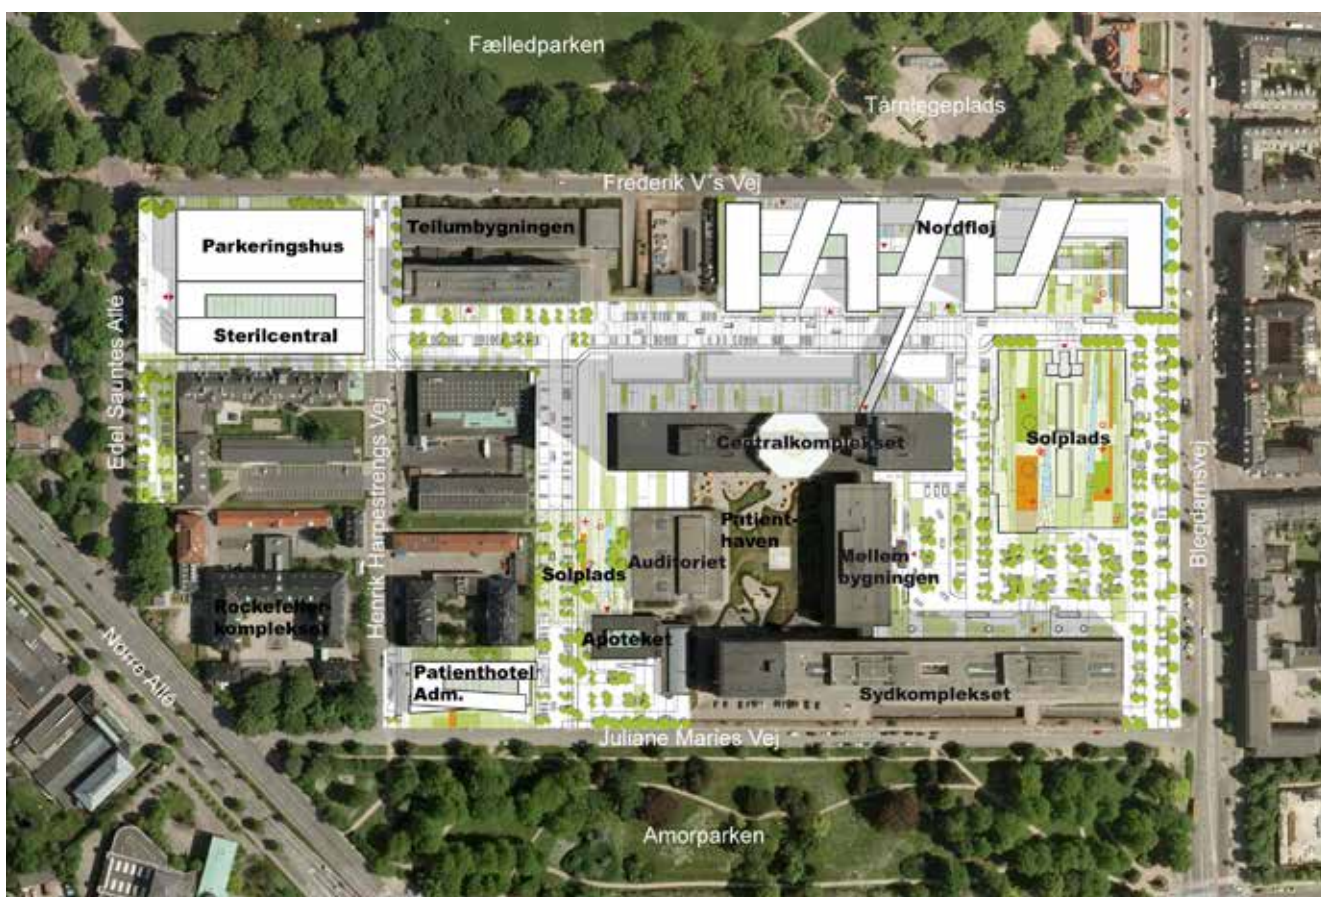 Fælledparken
Tårnlegeplads
Frederik V´s Vej
Parkeringshus
Teilumbygningen
Nordfløj
Sterilcentral
Edel Sauntes Allé
Henrik Harpestrengs Vej
Centralkomplekset
Solplads
Blegdamsvej
Patient-
haven
Auditoriet
Mellem
bygningen
Solplads
Rockefeller
komplekset
Apoteket
Nørre Allé
Patienthotel
Adm.
Sydkomplekset
Juliane Maries Vej
Amorparken